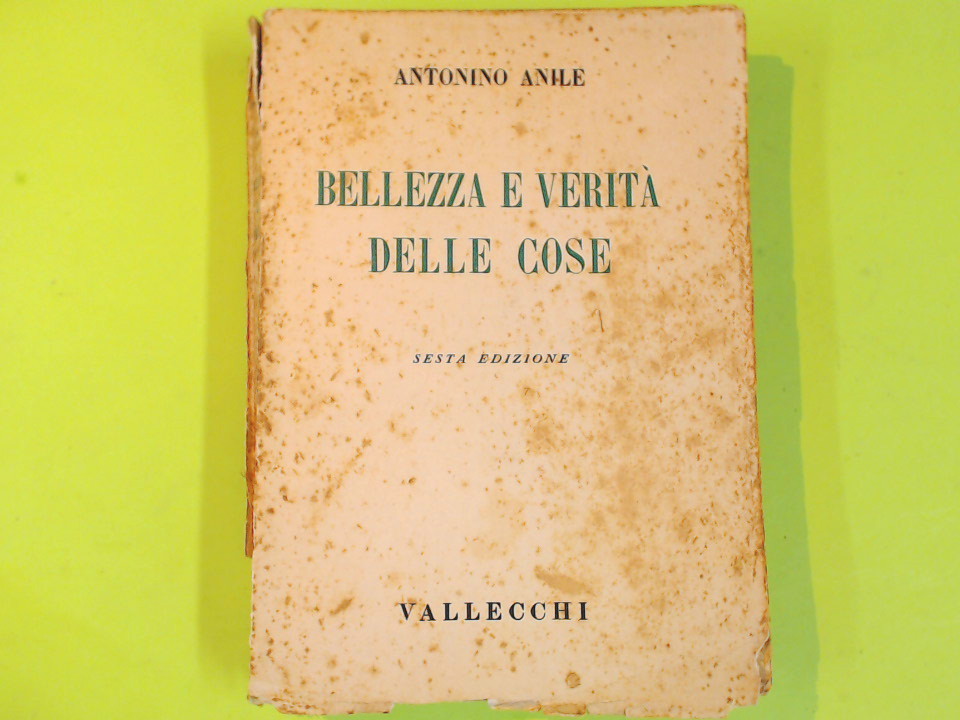 ANTONINO ANILE
BELLEZZA E VERITÀ
DELLE COSE
SESTA EDIZIONE
VALLECCHI